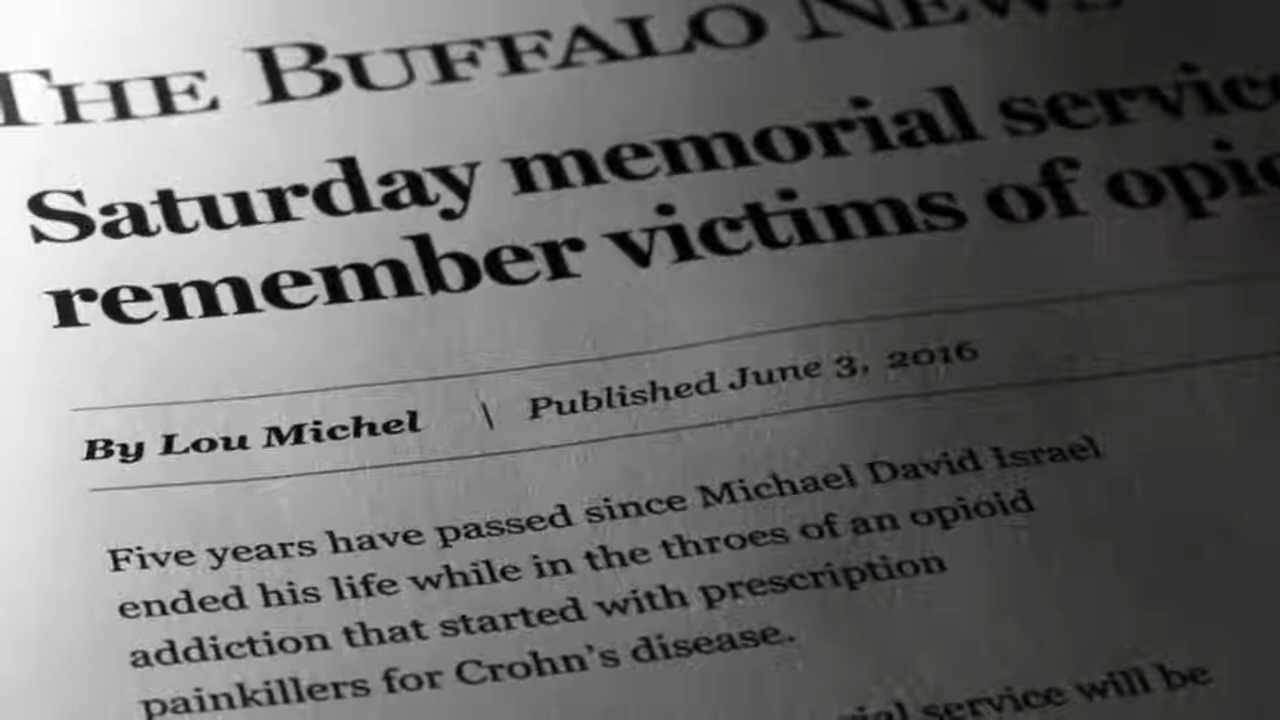 THE BUFFALO NEWS
Saturday memorial servic
remember victims of opio
By Lou Michel | Published June 3, 2016
Five years have passed since Michael David Israel
ended his life while in the throes of an opioid
addiction that started with prescription
painkillers for Crohn's disease.
service will be